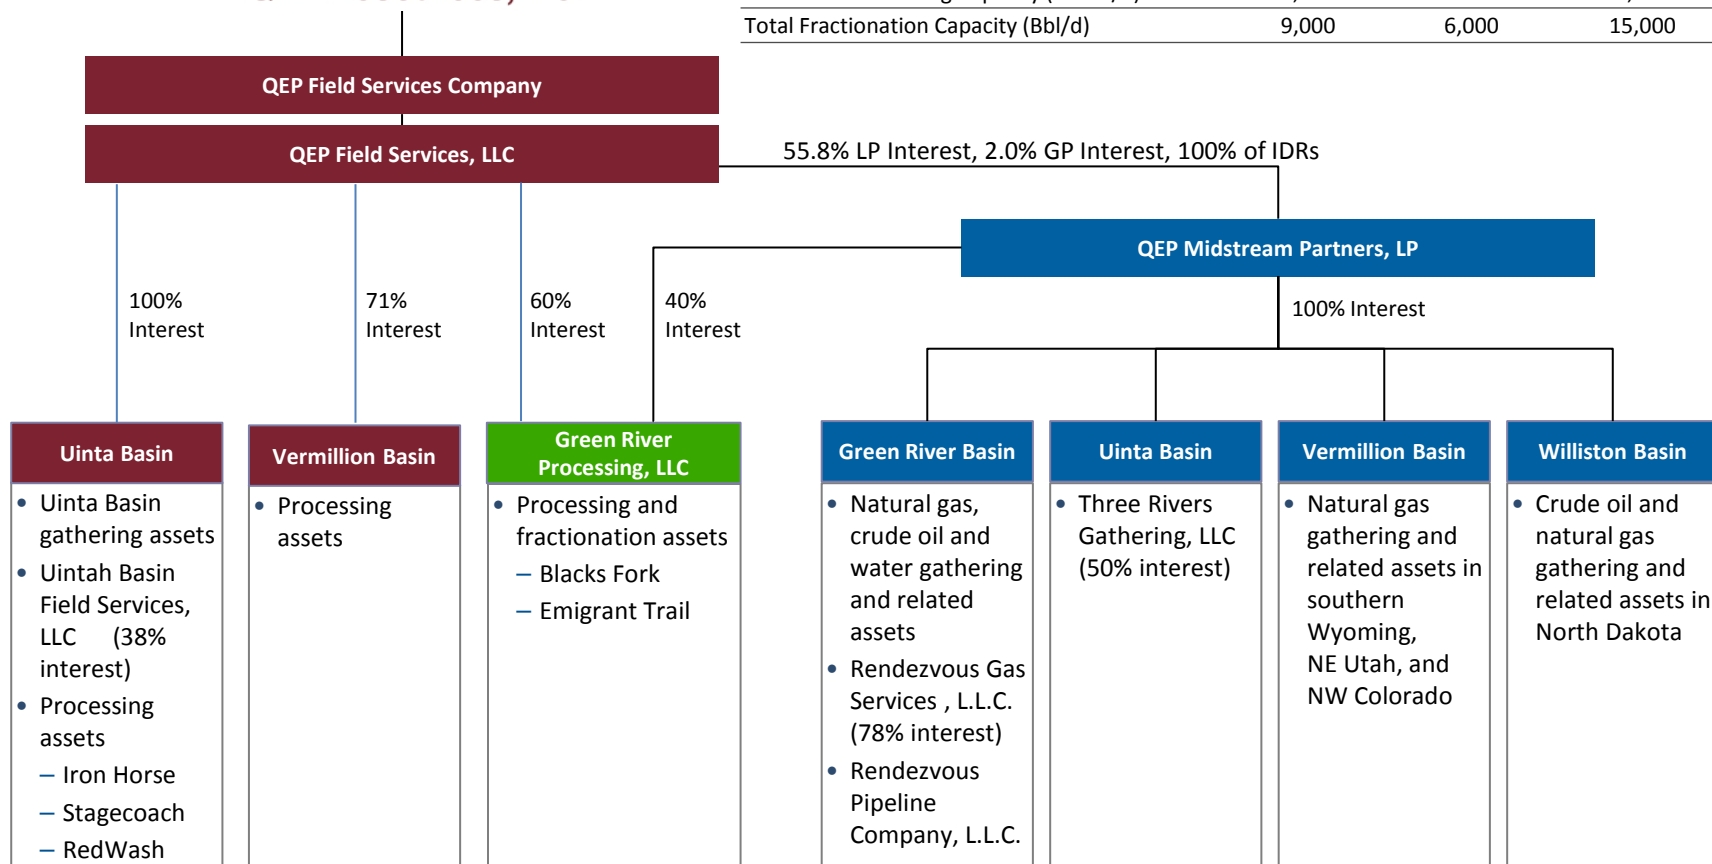 Total Fractionation Capacity (Bbl/d) 9,000 6,000 15,000
QEP Field Services Company
QEP Field Services, LLC
55.8% LP Interest, 2.0% GP Interest, 100% of IDRs
QEP Midstream Partners, LP
100%
Interest
71%
Interest
60%
Interest
40%
Interest
100% Interest
Uinta Basin
• Uinta Basin
gathering assets
• Uintah Basin
Field Services,
LLC (38%
interest)
• Processing
assets
– Iron Horse
– Stagecoach
– RedWash
Vermillion Basin
• Processing
assets
Green River
Processing, LLC
• Processing and
fractionation assets
– Blacks Fork
– Emigrant Trail
Green River Basin
• Natural gas,
crude oil and
water gathering
and related
assets
• Rendezvous Gas
Services , L.L.C.
(78% interest)
• Rendezvous
Pipeline
Company, L.L.C.
Uinta Basin
• Three Rivers
Gathering, LLC
(50% interest)
Vermillion Basin
• Natural gas
gathering and
related assets in
southern
Wyoming,
NE Utah, and
NW Colorado
Williston Basin
• Crude oil and
natural gas
gathering and
related assets in
North Dakota